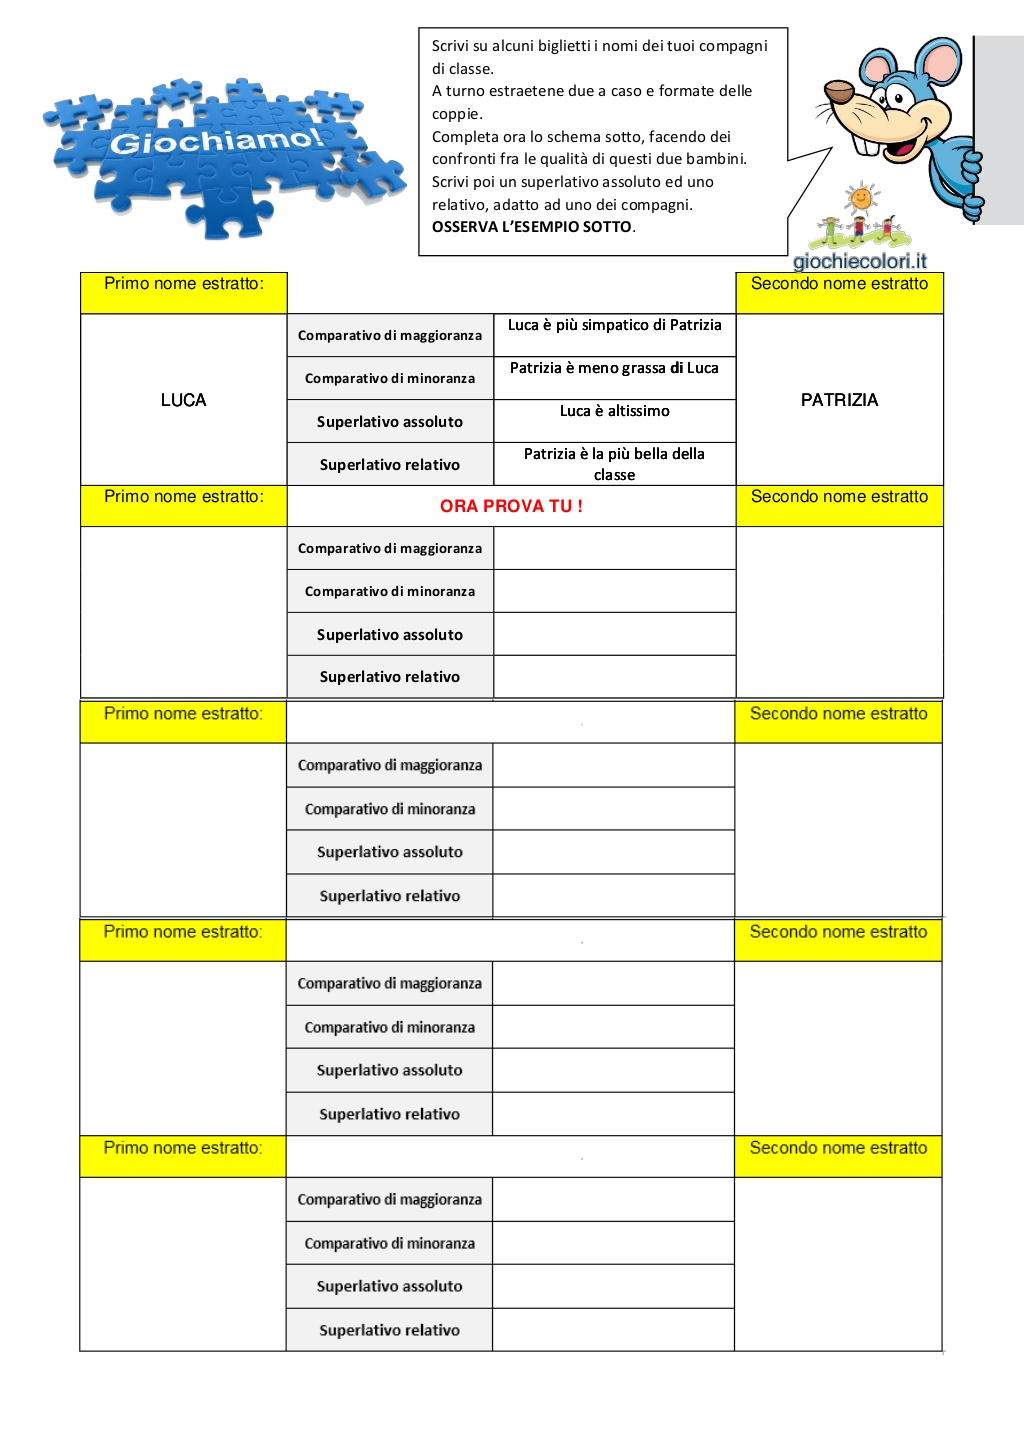 Giochiamo!
Scrivi su alcuni biglietti i nomi dei tuoi compagni
di classe.
A turno estraetene due a caso e formate delle
coppie.
Completa ora lo schema sotto, facendo dei
confronti fra le qualità di questi due bambini.
Scrivi poi un superlativo assoluto ed uno
relativo, adatto ad uno dei compagni.
OSSERVA L'ESEMPIO SOTTO.
giochiecolori.it
Primo nome estratto:
Secondo nome estratto
LUCA
Comparativo di maggioranza
Luca è più simpatico di Patrizia
Comparativo di minoranza
Patrizia è meno grassa di Luca
Superlativo assoluto
Luca è altissimo
Superlativo relativo
Patrizia è la più bella della
classe
PATRIZIA
Primo nome estratto:
ORA PROVA TU !
Secondo nome estratto
Comparativo di maggioranza
Comparativo di minoranza
Superlativo assoluto
Superlativo relativo
Primo nome estratto:
Secondo nome estratto
Comparativo di maggioranza
Comparativo di minoranza
Superlativo assoluto
Superlativo relativo
Primo nome estratto:
Secondo nome estratto
Comparativo di maggioranza
Comparativo di minoranza
Superlativo assoluto
Superlativo relativo
Primo nome estratto:
Secondo nome estratto
Comparativo di maggioranza
Comparativo di minoranza
Superlativo assoluto
Superlativo relativo